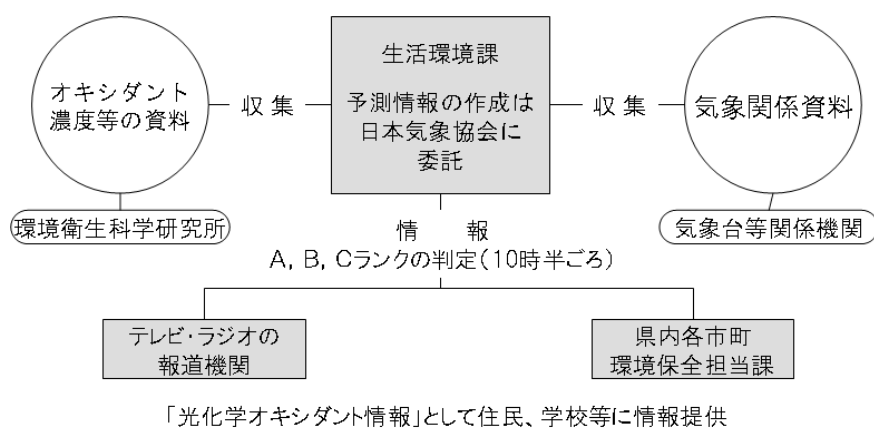 オキシダント
濃度等の資料
収集
生活環境課
予測情報の作成は
日本気象協会に
委託
収集
気象関係資料
環境衛生科学研究所
気象台等関係機関
情　報
A, B, Cランクの判定(10時半ごろ)
テレビ・ラジオの
報道機関
県内各市町
環境保全担当課
「光化学オキシダント情報」として住民、学校等に情報提供